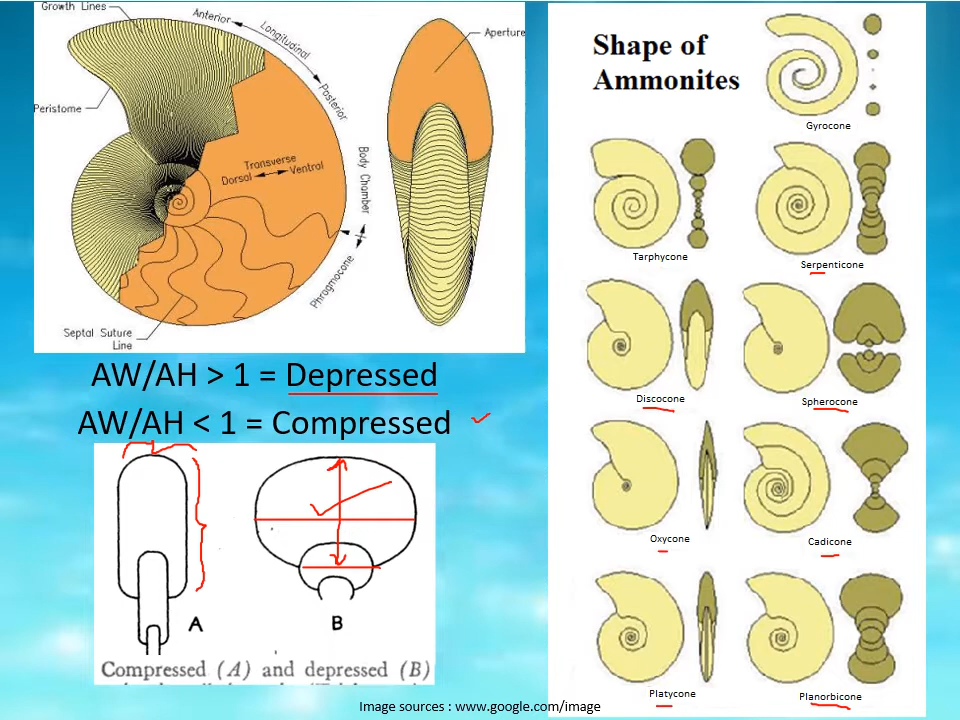 Growth Lines
Anterior
Longitudinal
Posterior
Peristome
Transverse
Dorsal
Ventral
Body Chamber
Phragmocone
Septal Suture
Line
Aperture
AW/AH > 1 = Depressed
AW/AH < 1 = Compressed
A
B
Compressed (A) and depressed (B)
Shape of
Ammonites
Gyrocone
Tarphycone
Serpenticone
Discocone
Spherocone
Oxycone
Cadicone
Platycone
Planorbicone
Image sources : www.google.com/image